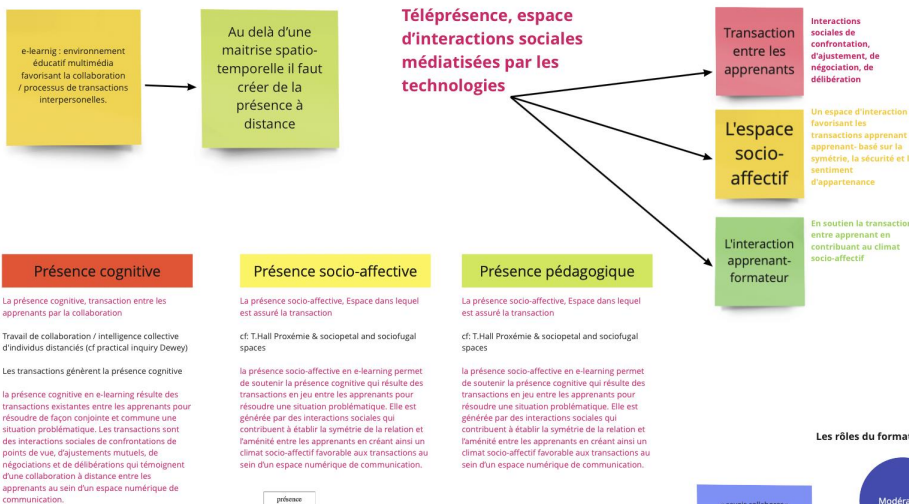 e-learnig : environnement
éducatif multimédia
favorisant la collaboration
/ processus de transactions
interpersonelles.
Au delà d'une
maitrise spatio-
temporelle il faut
créer de la
présence à
distance
Téléprésence, espace
d'interactions sociales
médiatisées par les
technologies
Transaction
entre les
apprenants
Interactions
sociales de
confrontation,
d'ajustement, de
négociation, de
délibération
L'espace
socio-
affectif
Un espace d'interaction
favorisant les
transactions apprenant
apprenant- basé sur la
symétrie, la sécurité et l
sentiment
d'appartenance
L'interaction
apprenant-
formateur
En soutien la transaction
entre apprenant en
contribuant au climat
socio-affectif
Présence cognitive
La présence cognitive, transaction entre les
apprenants par la collaboration
Travail de collaboration / intelligence collective
d'individus distanciés (cf practical inquiry Dewey)
Les transactions génèrent la présence cognitive
la présence cognitive en e-learning résulte des
transactions existantes entre les apprenants pour
résoudre de façon conjointe et commune une
situation problématique. Les transactions sont
des interactions sociales de confrontations de
points de vue, d'ajustements mutuels, de
négociations et de délibérations qui témoignent
d'une collaboration à distance entre les
apprenants au sein d'un espace numérique de
communication.
Présence socio-affective
La présence socio-affective, Espace dans lequel
est assuré la transaction
cf: T.Hall Proxémie & sociopetal and sociofugal
spaces
la présence socio-affective en e-learning permet
de soutenir la présence cognitive qui résulte des
transactions en jeu entre les apprenants pour
résoudre une situation problématique. Elle est
générée par des interactions sociales qui
contribuent à établir la symétrie de la relation et
l'aménité entre les apprenants en créant ainsi un
climat socio-affectif favorable aux transactions au
sein d'un espace numérique de communication.
présence
Présence pédagogique
La présence socio-affective, Espace dans lequel
est assuré la transaction
cf: T.Hall Proxémie & sociopetal and sociofugal
spaces
la présence socio-affective en e-learning permet
de soutenir la présence cognitive qui résulte des
transactions en jeu entre les apprenants pour
résoudre une situation problématique. Elle est
générée par des interactions sociales qui
contribuent à établir la symétrie de la relation et
l'aménité entre les apprenants en créant ainsi un
climat socio-affectif favorable aux transactions au
sein d'un espace numérique de communication.
Les rôles du format
Modéra